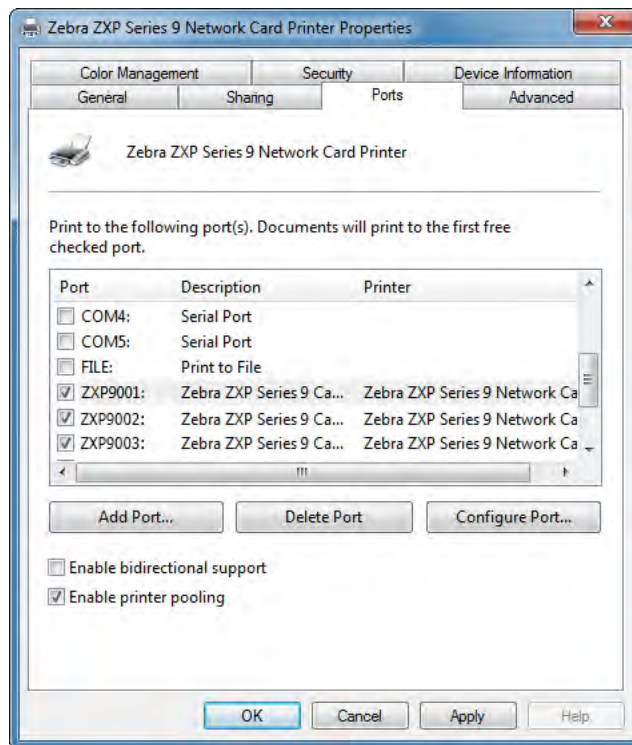 Zebra ZXP Series 9 Network Card Printer Properties
Color Management Security Device Information
General Sharing Ports Advanced
Zebra ZXP Series 9 Network Card Printer
Print to the following port(s). Documents will print to the first free
checked port.
Port Description Printer
COM4: Serial Port
COM5: Serial Port
FILE: Print to File
ZXP9001: Zebra ZXP Series 9 Ca... Zebra ZXP Series 9 Network Ca
ZXP9002: Zebra ZXP Series 9 Ca... Zebra ZXP Series 9 Network Ca
ZXP9003: Zebra ZXP Series 9 Ca... Zebra ZXP Series 9 Network Ca
Add Port... Delete Port Configure Port...
Enable bidirectional support
Enable printer pooling
OK Cancel Apply Help